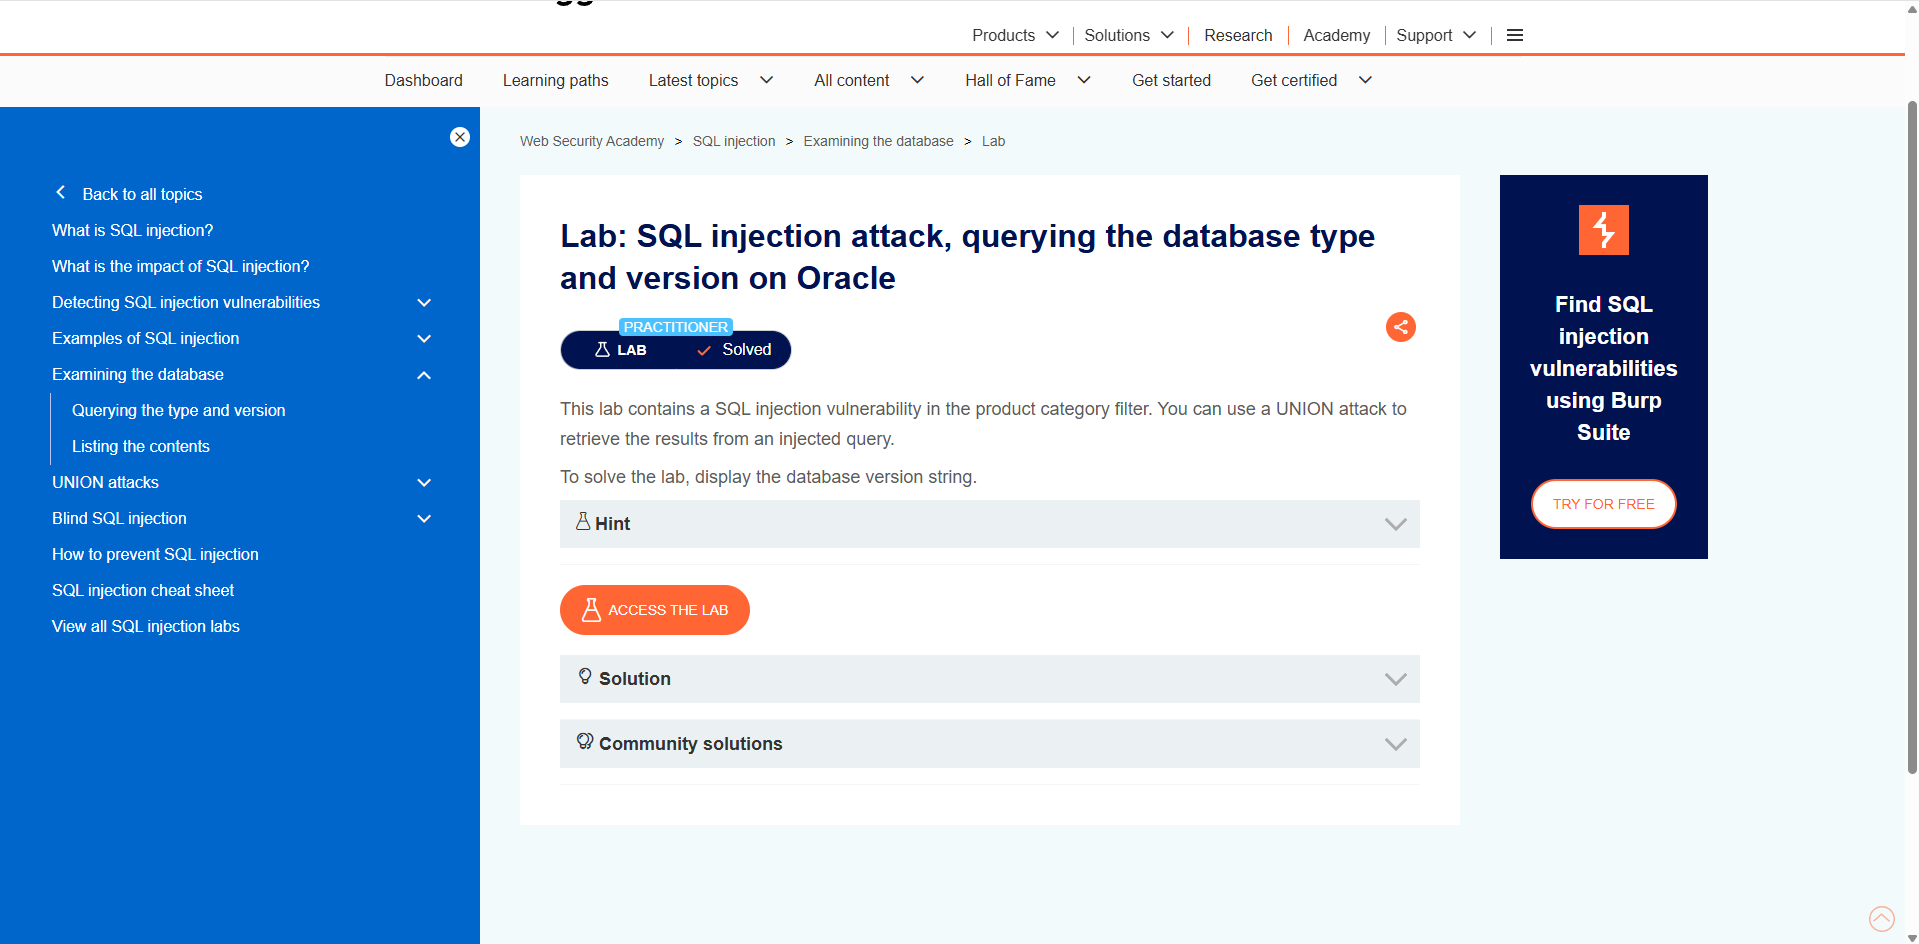 Products
Solutions
Research
Academy
Support
Dashboard
Learning paths
Latest topics
All content
Hall of Fame
Get started
Get certified
Back to all topics
What is SQL injection?
What is the impact of SQL injection?
Detecting SQL injection vulnerabilities
Examples of SQL injection
Examining the database
Querying the type and version
Listing the contents
UNION attacks
Blind SQL injection
How to prevent SQL injection
SQL injection cheat sheet
View all SQL injection labs
Web Security Academy > SQL injection > Examining the database > Lab
Lab: SQL injection attack, querying the database type
and version on Oracle
PRACTITIONER
LAB
Solved
This lab contains a SQL injection vulnerability in the product category filter. You can use a UNION attack to
retrieve the results from an injected query.
To solve the lab, display the database version string.
Hint
ACCESS THE LAB
Solution
Community solutions
Find SQL
injection
vulnerabilities
using Burp
Suite
TRY FOR FREE